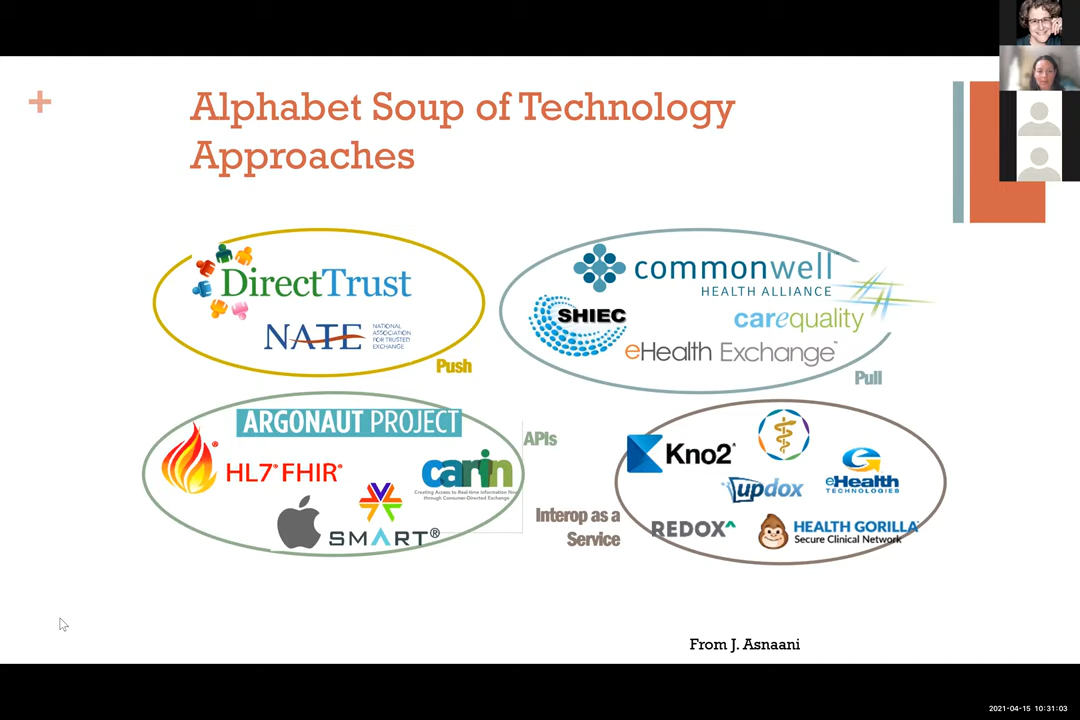 +
Alphabet Soup of Technology
Approaches
DirectTrust
NATE
NATIONAL
ASSOCIATION
FOR TRUSTED
EXCHANGE
Push
commonwell
HEALTH ALLIANCE
SHIEC
carequality
eHealth Exchange™
Pull
ARGONAUT PROJECT
HL7® FHIR®
carin
Creating Access to Real-time Information Now
through Consumer-Directed Exchange
SMART®
APIs
Interop as a
Service
Kno2
updox
eHealth
TECHNOLOGIES
REDOX
HEALTH GORILLA
Secure Clinical Network
From J. Asnaani
2021-04-15 10:31:03